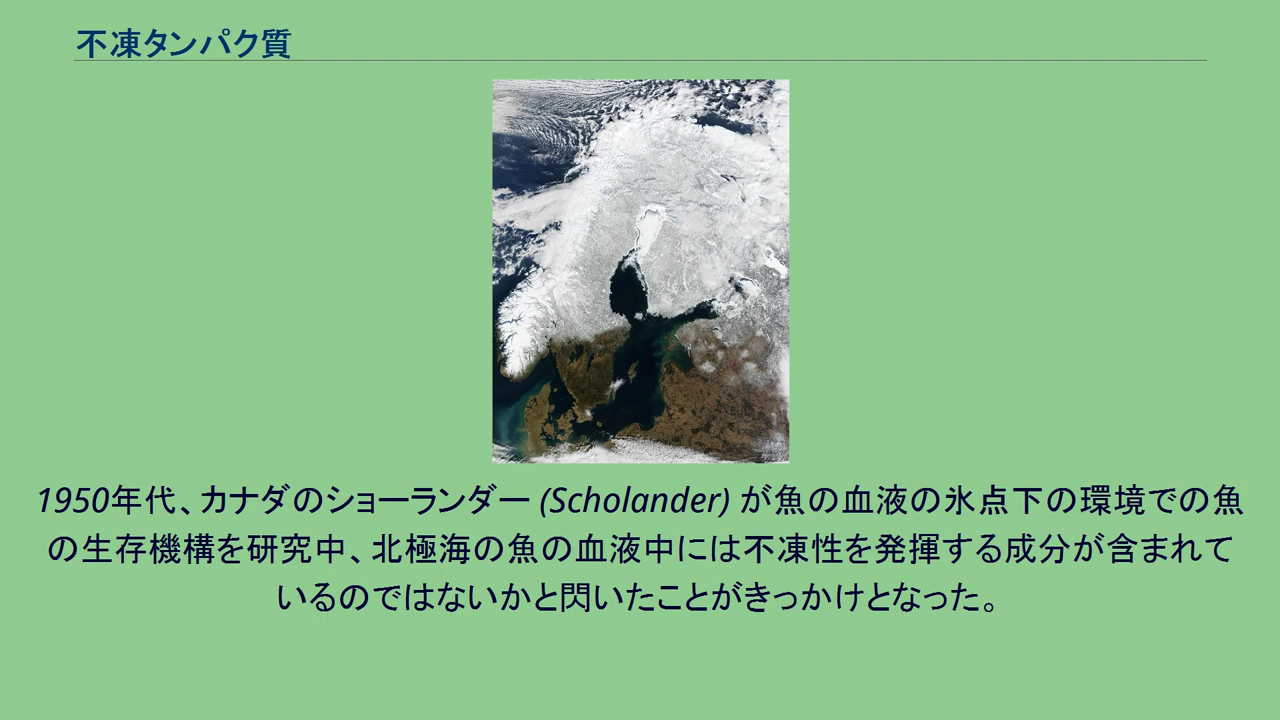 不凍タンパク質
1950年代、カナダのショーランダー (Scholander) が魚の血液の氷点下の環境での魚
の生存機構を研究中、北極海の魚の血液中には不凍性を発揮する成分が含まれて
いるのではないかと閃いたことがきっかけとなった。